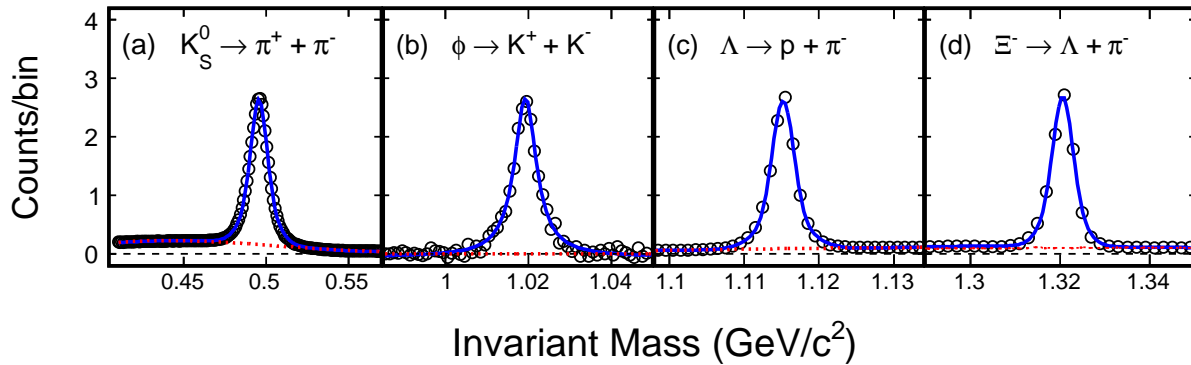 Counts/bin
4
3
2
1
0
(a) K⁰_S → π⁺ + π⁻
(b) ϕ → K⁺ + K⁻
(c) Λ → p + π⁻
(d) Ξ⁻ → Λ + π⁻
0.45 0.5 0.55
1 1.02 1.04
1.1 1.11 1.12 1.13
1.3 1.32 1.34
Invariant Mass (GeV/c²)